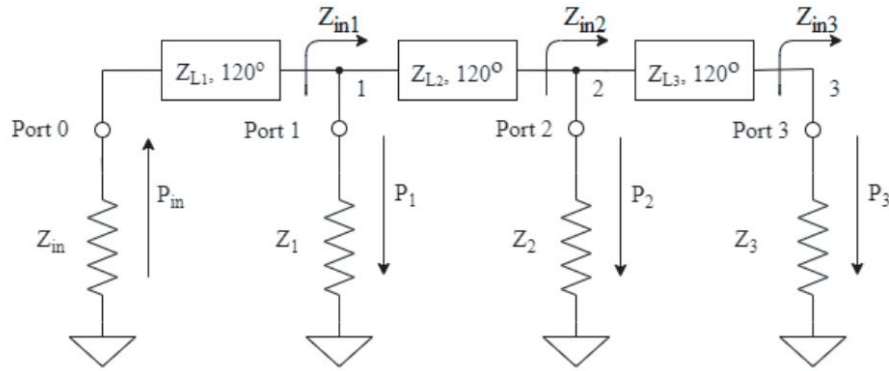 Z_in1
Z_in2
Z_in3
Z_L1, 120°
1
Z_L2, 120°
2
Z_L3, 120°
3
Port 0
Port 1
Port 2
Port 3
P_in
P_1
P_2
P_3
Z_in
Z_1
Z_2
Z_3